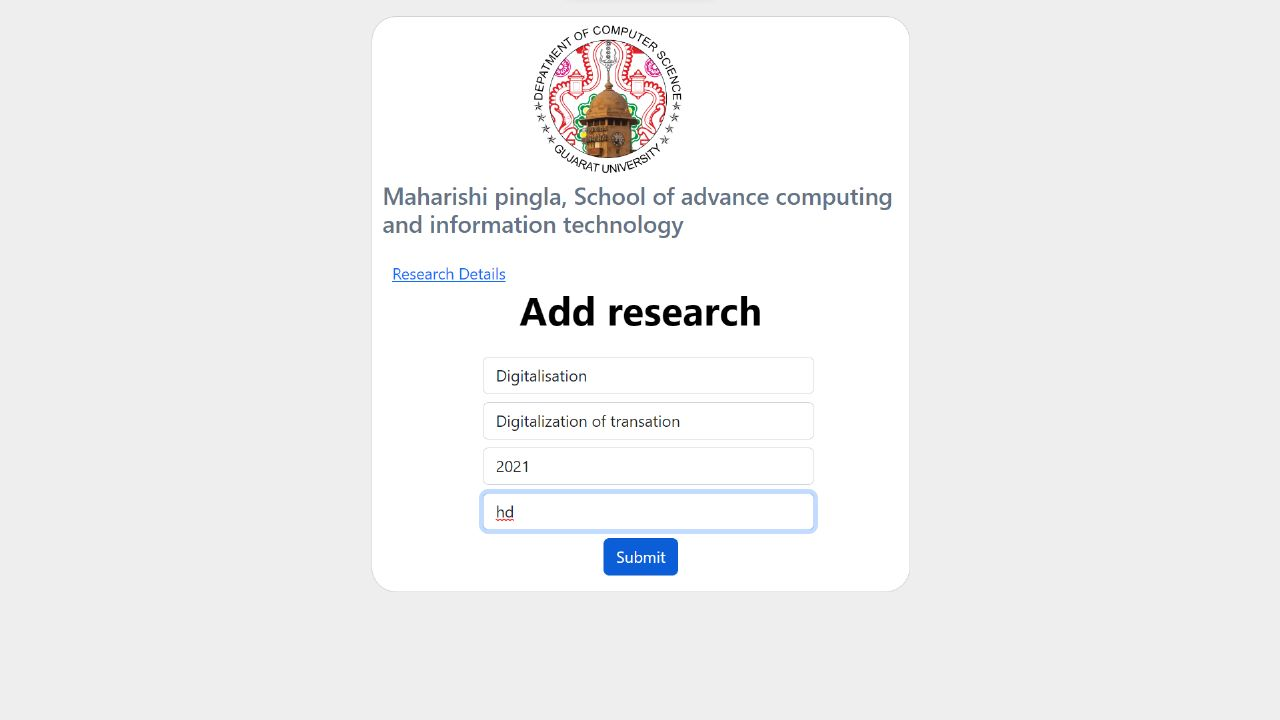 DEPATMENT OF COMPUTER SCIENCE
GUJARAT UNIVERSITY
Maharishi pingla, School of advance computing
and information technology
Research Details
Add research
Digitalisation
Digitalization of transation
2021
hd
Submit